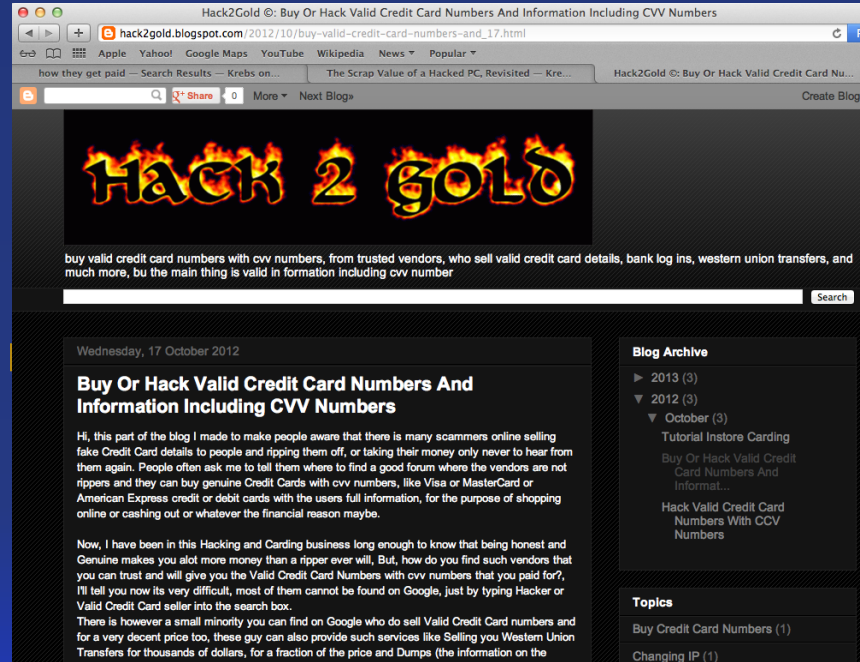 Hack2Gold ©: Buy Or Hack Valid Credit Card Numbers And Information Including CVV Numbers
hack2gold.blogspot.com/2012/10/buy-valid-credit-card-numbers-and_17.html
Apple Yahoo! Google Maps YouTube Wikipedia News Popular
how they get paid — Search Results — Krebs on... The Scrap Value of a Hacked PC, Revisited — Kre... Hack2Gold ©: Buy Or Hack Valid Credit Card Nu...
Share 0 More Next Blog» Create Blog
HACK 2 GOLD
buy valid credit card numbers with cvv numbers, from trusted vendors, who sell valid credit card details, bank log ins, western union transfers, and
much more, bu the main thing is valid in formation including cvv number
Search
Wednesday, 17 October 2012
Buy Or Hack Valid Credit Card Numbers And
Information Including CVV Numbers
Hi, this part of the blog I made to make people aware that there is many scammers online selling
fake Credit Card details to people and ripping them off, or taking their money only never to hear from
them again. People often ask me to tell them where to find a good forum where the vendors are not
rippers and they can buy genuine Credit Cards with cvv numbers, like Visa or MasterCard or
American Express credit or debit cards with the users full information, for the purpose of shopping
online or cashing out or whatever the financial reason maybe.
Now, I have been in this Hacking and Carding business long enough to know that being honest and
Genuine makes you alot more money than a ripper ever will, But, how do you find such vendors that
you can trust and will give you the Valid Credit Card Numbers with cvv numbers that you paid for?,
I'll tell you now its very difficult, most of them cannot be found on Google, just by typing Hacker or
Valid Credit Card seller into the search box.
There is however a small minority you can find on Google who do sell Valid Credit Card numbers and
for a very decent price too, these guy can also provide such services like Selling you Western Union
Transfers for thousands of dollars, for a fraction of the price and Dumps (the information on the
Blog Archive
► 2013 (3)
▼ 2012 (3)
▼ October (3)
Tutorial Instore Carding
Buy Or Hack Valid Credit
Card Numbers And
Informat...
Hack Valid Credit Card
Numbers With CCV
Numbers
Topics
Buy Credit Card Numbers (1)
Changing IP (1)